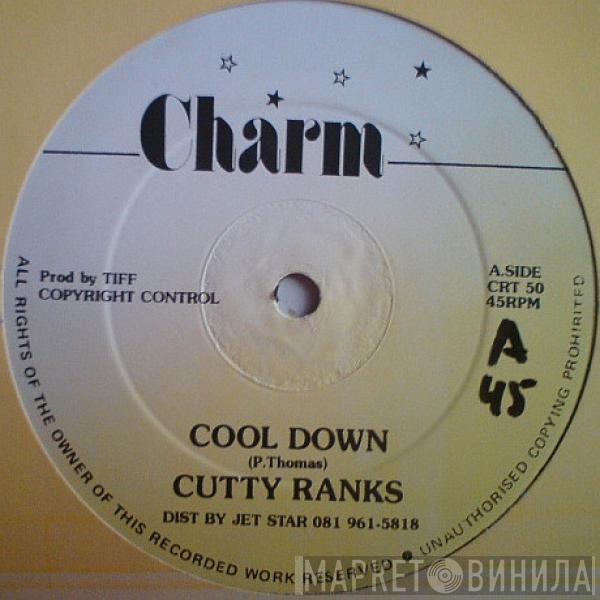 Charm
Prod by TIFF
COPYRIGHT CONTROL
A.SIDE
CRT 50
45RPM
A
45
COOL DOWN
(P.Thomas)
CUTTY RANKS
DIST BY JET STAR 081 961-5818
ALL RIGHTS OF THE OWNER OF THIS RECORDED WORK RESERVED • UNAUTHORISED COPYING PROHIBITED
МАРКЕТ ВИНИЛА